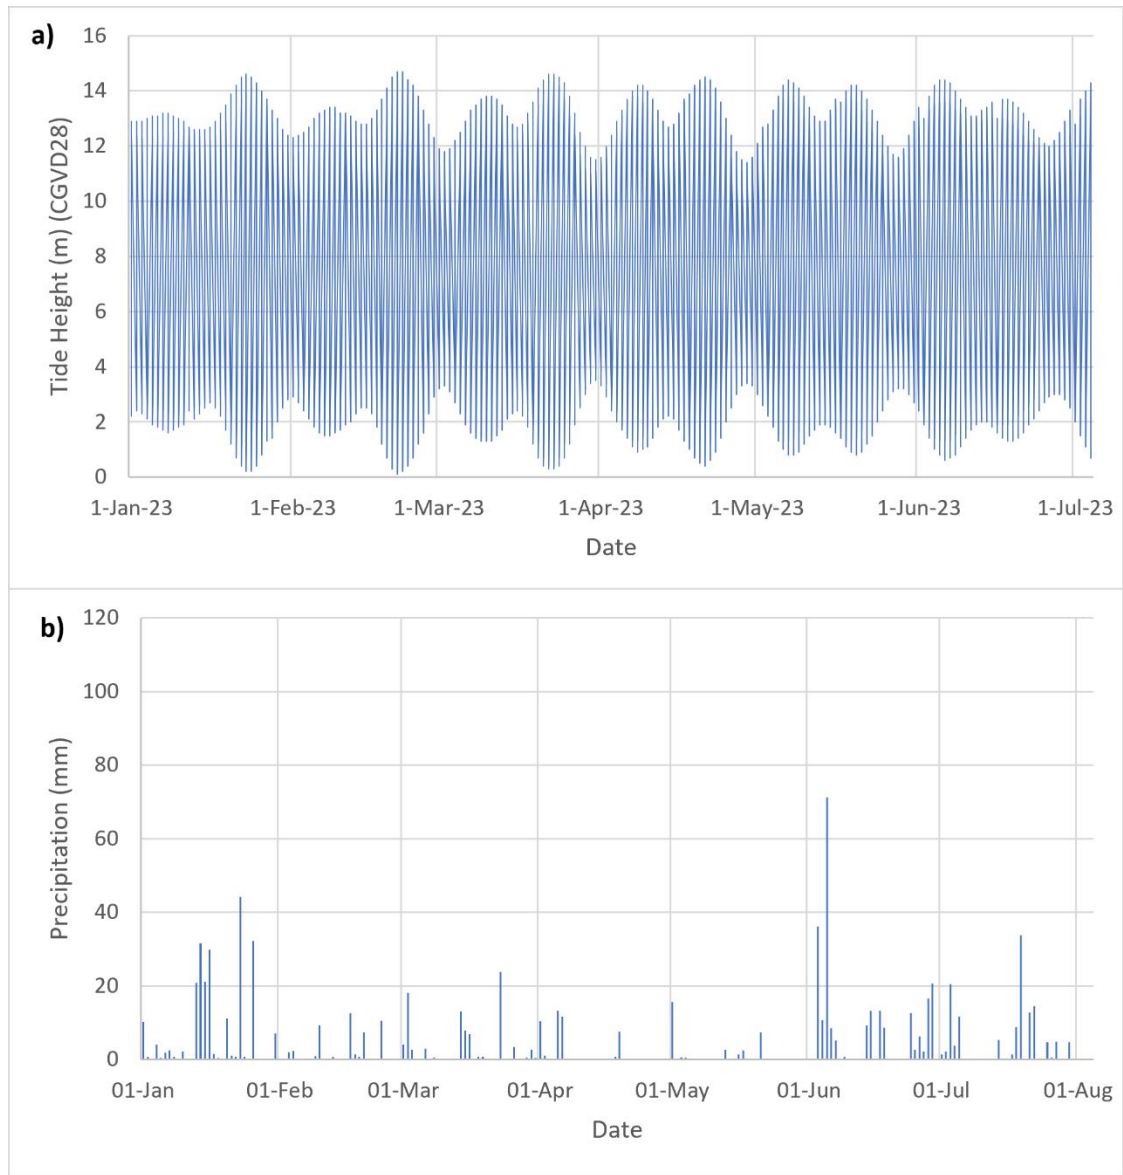 a)
16
14
12
10
8
6
4
2
0
Tide Height (m) (CGVD28)
1-Jan-23 1-Feb-23 1-Mar-23 1-Apr-23 1-May-23 1-Jun-23 1-Jul-23
Date
b)
120
100
80
60
40
20
0
Precipitation (mm)
01-Jan 01-Feb 01-Mar 01-Apr 01-May 01-Jun 01-Jul 01-Aug
Date